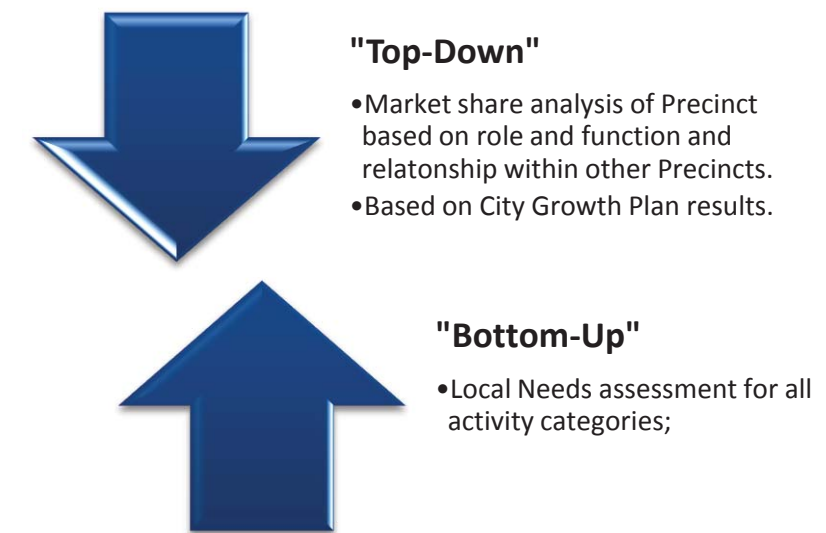 "Top-Down"
•Market share analysis of Precinct
based on role and function and
relatonship within other Precincts.
•Based on City Growth Plan results.
"Bottom-Up"
•Local Needs assessment for all
activity categories;